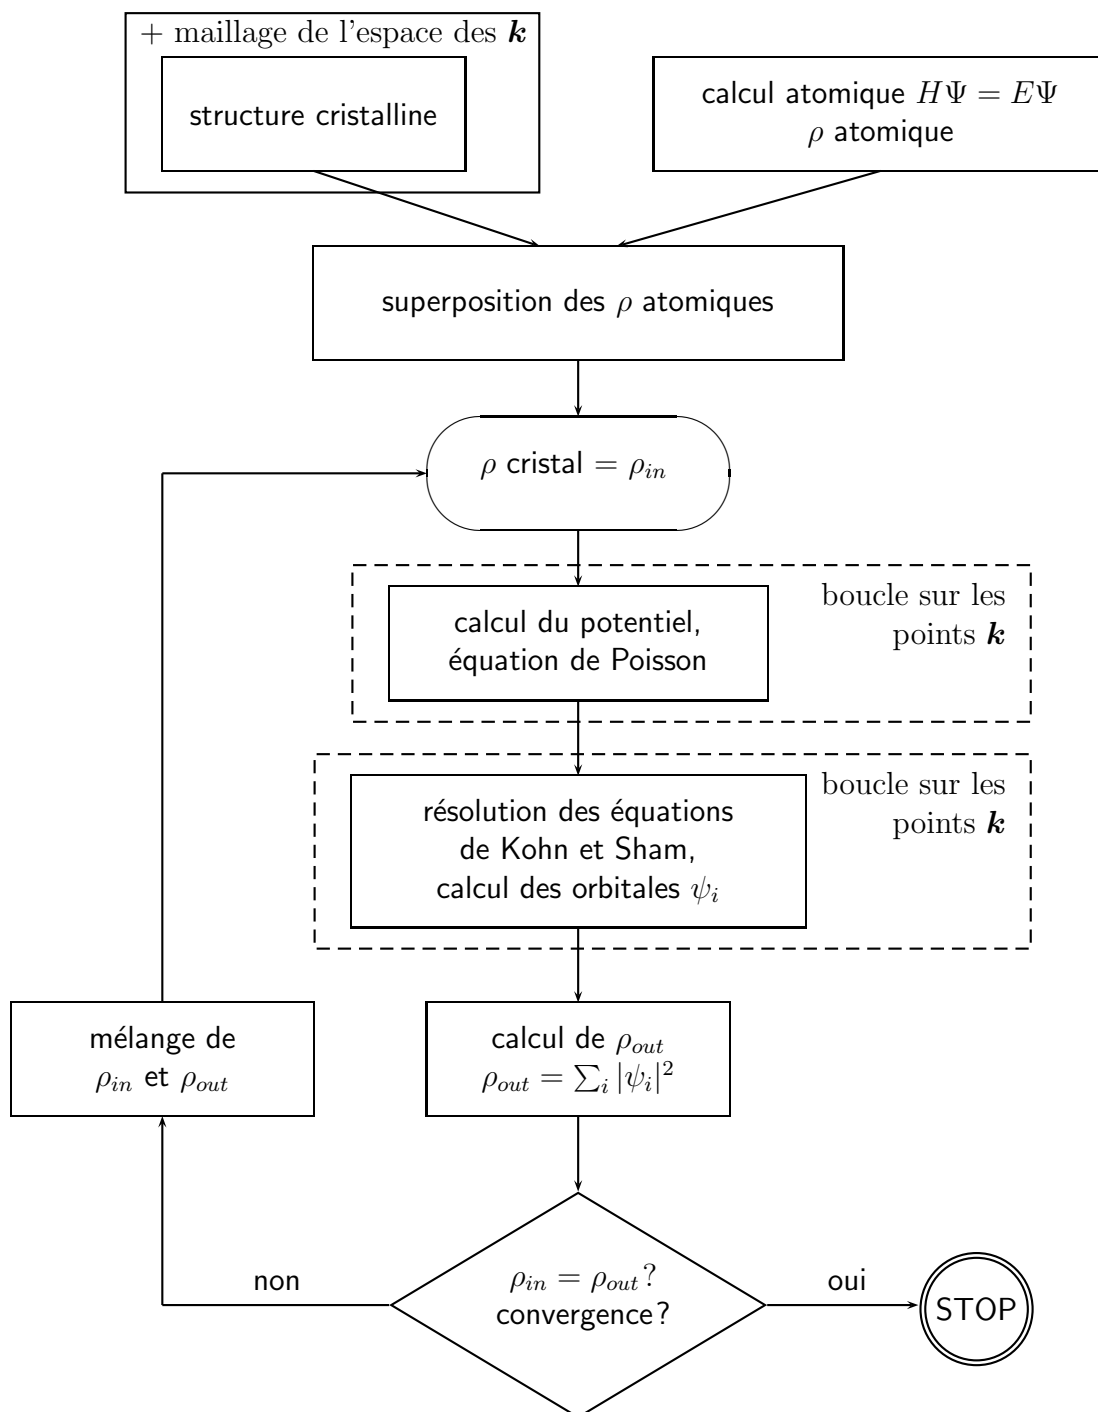 + maillage de l'espace des k
structure cristalline
calcul atomique HΨ = EΨ
ρ atomique
superposition des ρ atomiques
ρ cristal = ρ_in
boucle sur les
points k
calcul du potentiel,
équation de Poisson
boucle sur les
points k
résolution des équations
de Kohn et Sham,
calcul des orbitales ψ_i
mélange de
ρ_in et ρ_out
calcul de ρ_out
ρ_out = ∑_i |ψ_i|²
non
ρ_in = ρ_out?
convergence?
oui
STOP